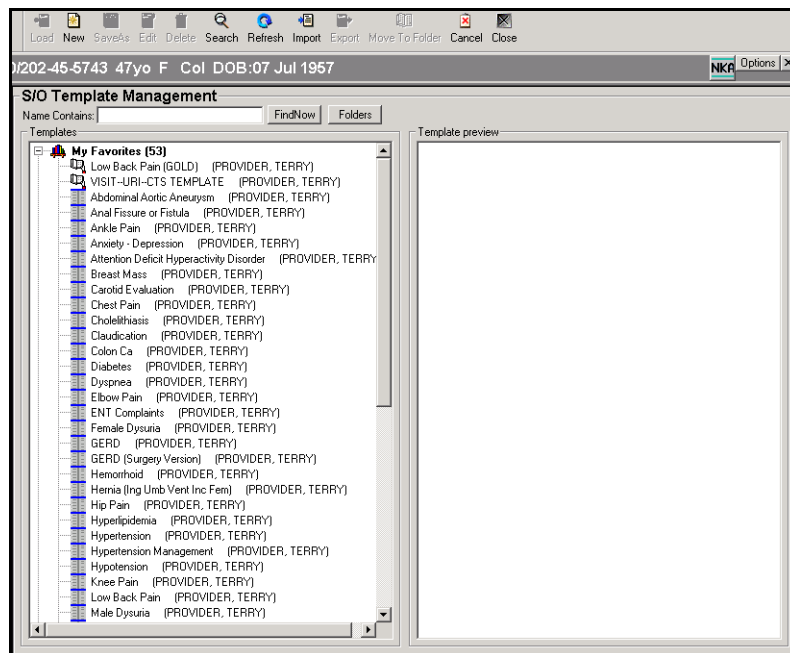 Load New SaveAs Edit Delete Search Refresh Import Export Move To Folder Cancel Close
0/202-45-5743 47yo F Col DOB:07 Jul 1957 NKA Options X
S/O Template Management
Name Contains: FindNow Folders
Templates Template preview
My Favorites (53)
Low Back Pain (GOLD) (PROVIDER, TERRY)
VISIT--URI--CTS TEMPLATE (PROVIDER, TERRY)
Abdominal Aortic Aneurysm (PROVIDER, TERRY)
Anal Fissure or Fistula (PROVIDER, TERRY)
Ankle Pain (PROVIDER, TERRY)
Anxiety - Depression (PROVIDER, TERRY)
Attention Deficit Hyperactivity Disorder (PROVIDER, TERRY
Breast Mass (PROVIDER, TERRY)
Carotid Evaluation (PROVIDER, TERRY)
Chest Pain (PROVIDER, TERRY)
Cholelithiasis (PROVIDER, TERRY)
Claudication (PROVIDER, TERRY)
Colon Ca (PROVIDER, TERRY)
Diabetes (PROVIDER, TERRY)
Dyspnea (PROVIDER, TERRY)
Elbow Pain (PROVIDER, TERRY)
ENT Complaints (PROVIDER, TERRY)
Female Dysuria (PROVIDER, TERRY)
GERD (PROVIDER, TERRY)
GERD (Surgery Version) (PROVIDER, TERRY)
Hemorrhoid (PROVIDER, TERRY)
Hernia (Ing Umb Vent Inc Fem) (PROVIDER, TERRY)
Hip Pain (PROVIDER, TERRY)
Hyperlipidemia (PROVIDER, TERRY)
Hypertension (PROVIDER, TERRY)
Hypertension Management (PROVIDER, TERRY)
Hypotension (PROVIDER, TERRY)
Knee Pain (PROVIDER, TERRY)
Low Back Pain (PROVIDER, TERRY)
Male Dysuria (PROVIDER, TERRY)